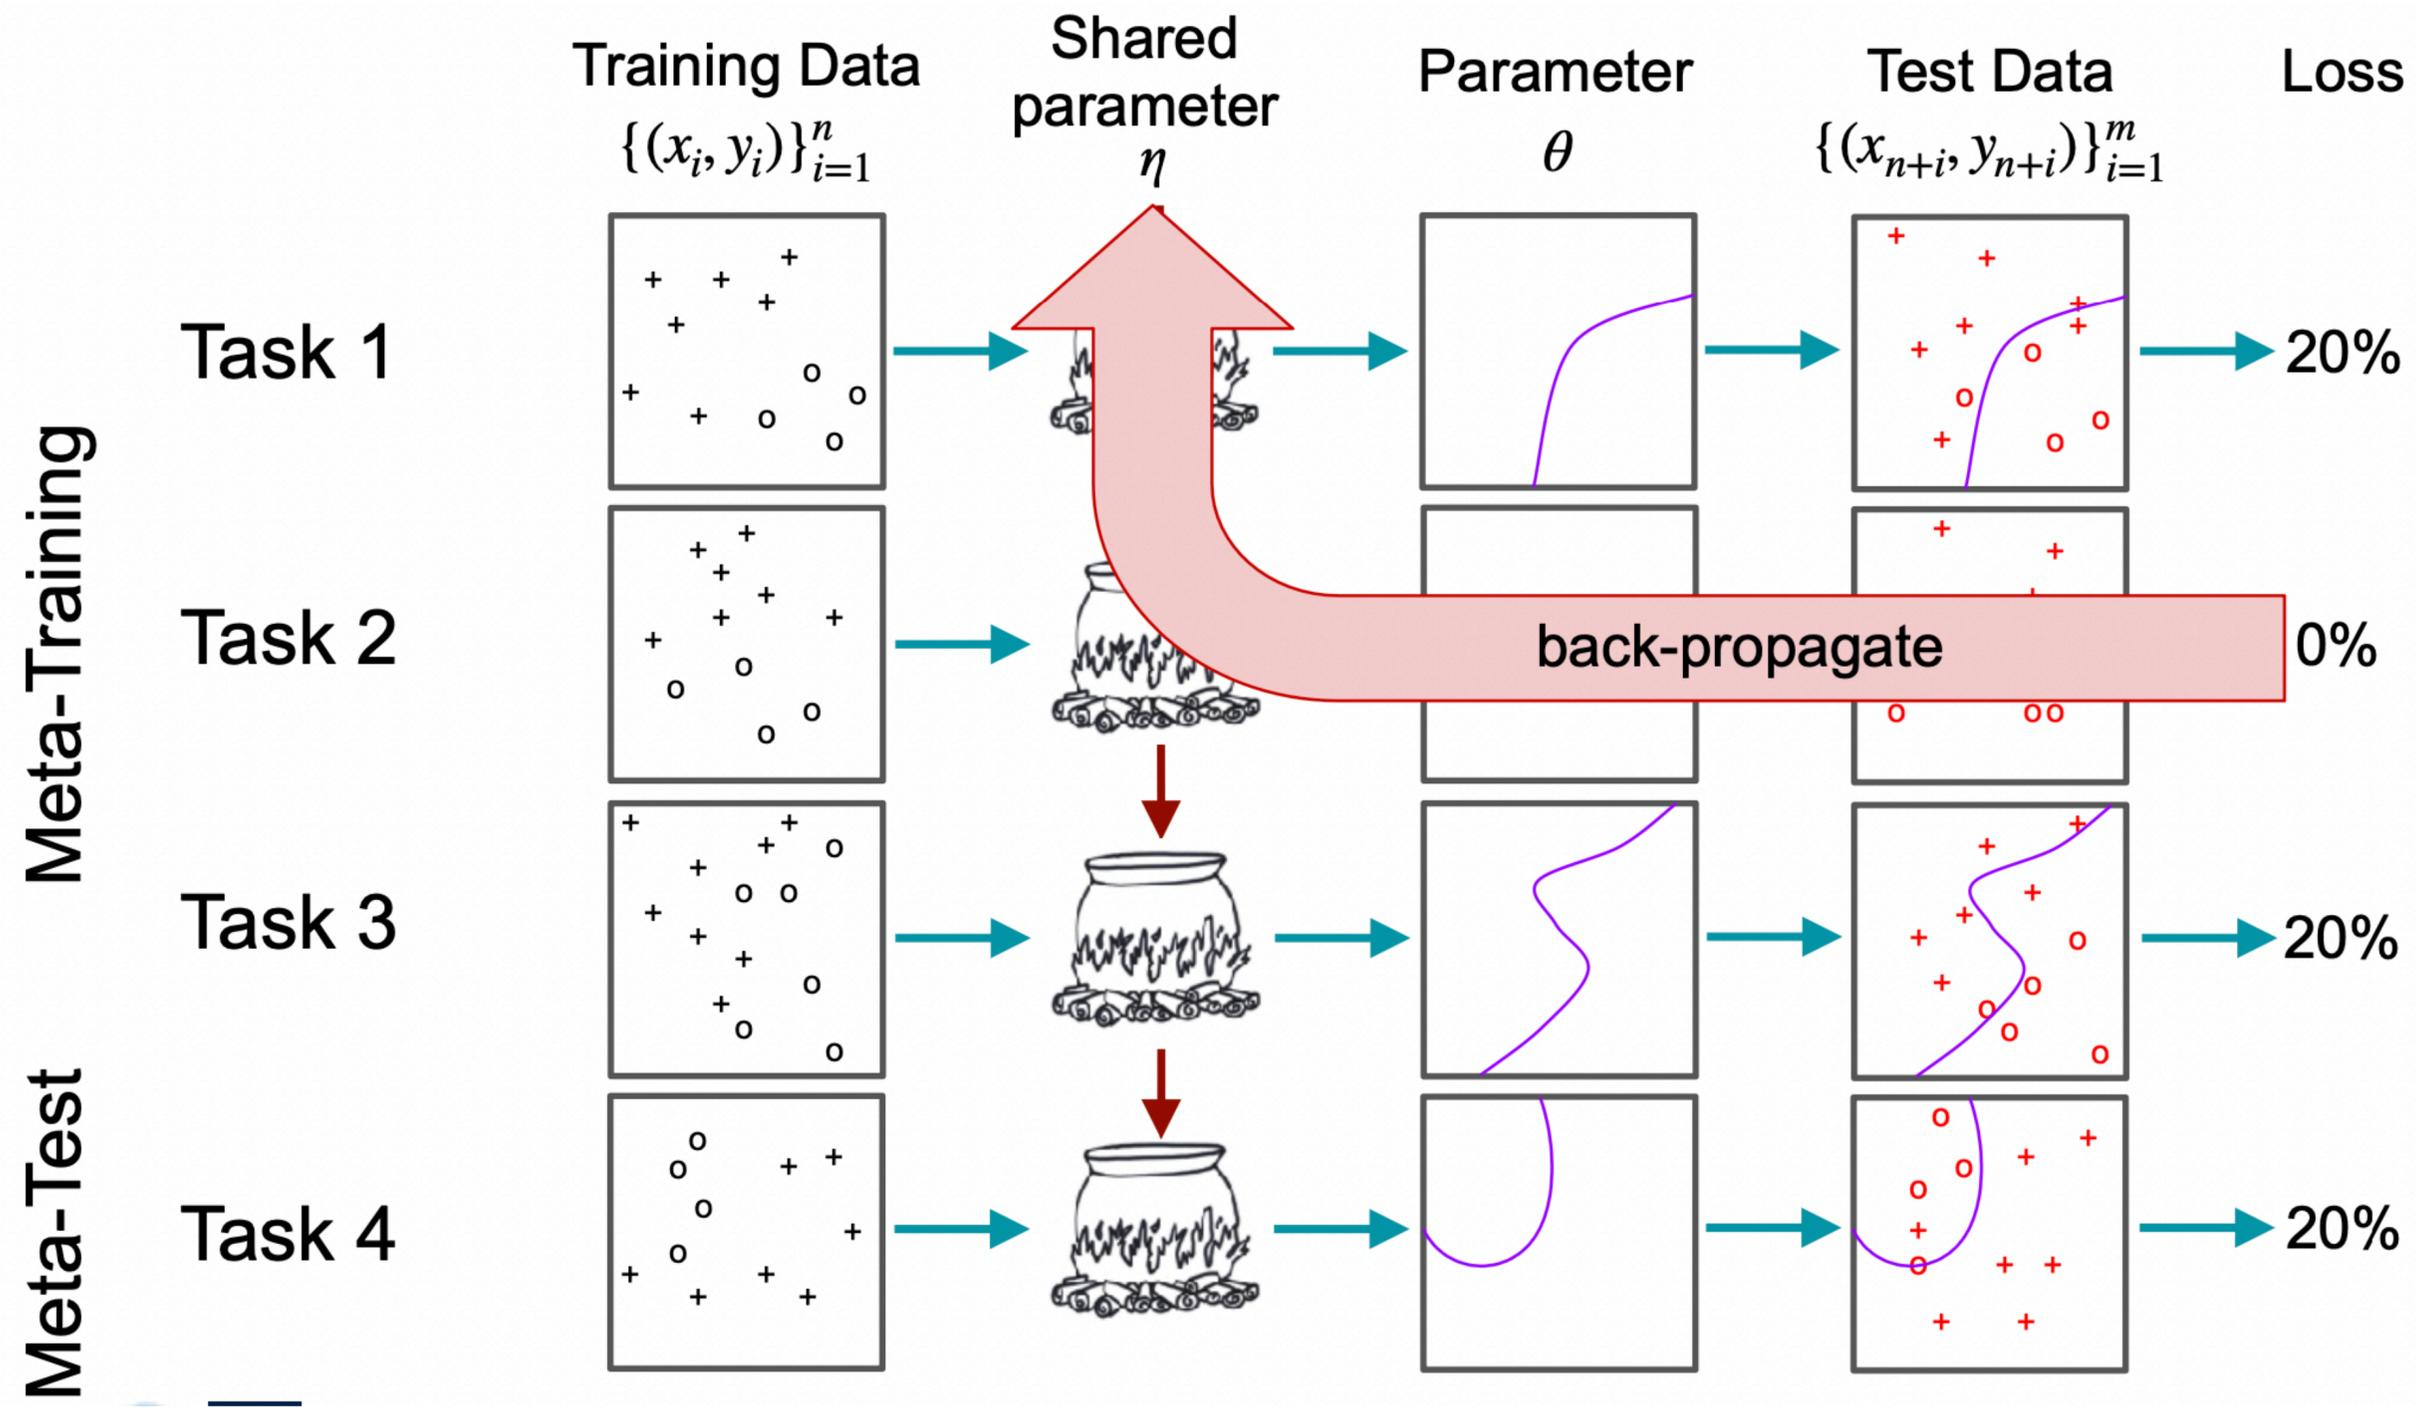 Training Data
{(x_i, y_i)}_{i=1}^n
Shared
parameter
η
Parameter
θ
Test Data
{(x_{n+i}, y_{n+i})}_{i=1}^m
Loss
Meta-Training
Task 1
20%
Task 2
back-propagate
0%
Task 3
20%
Meta-Test
Task 4
20%